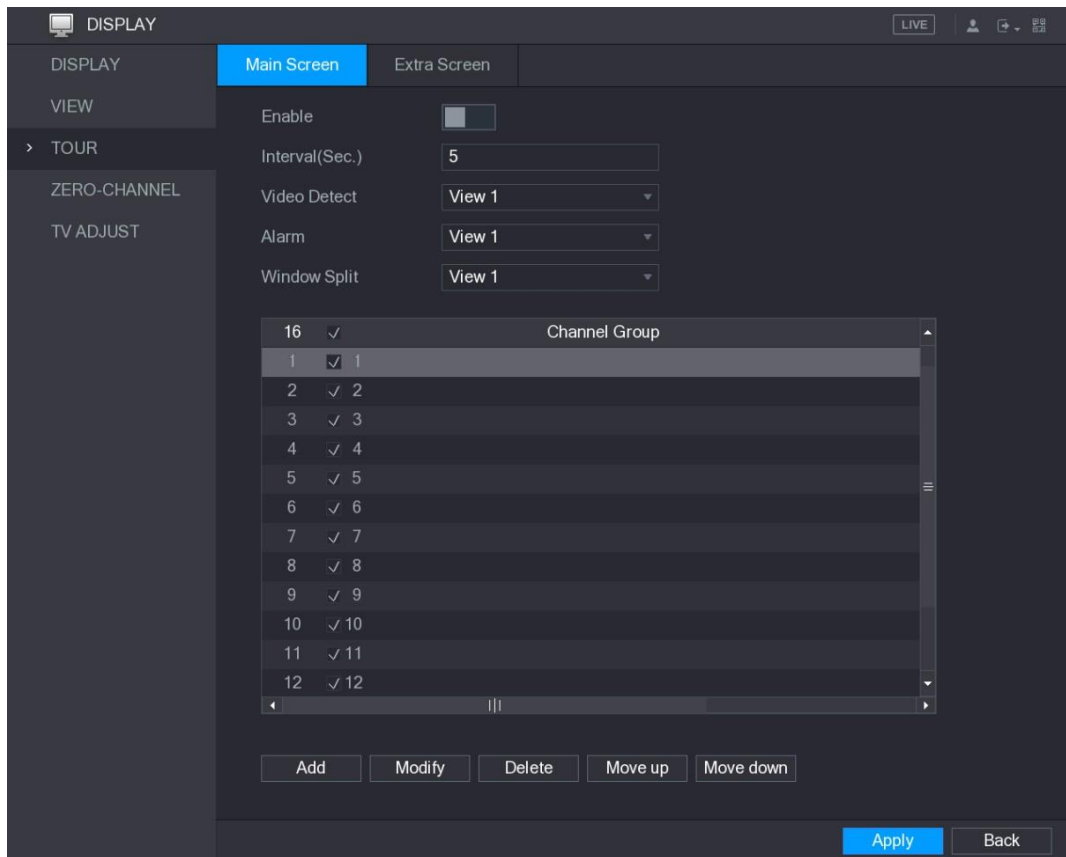 DISPLAY LIVE
DISPLAY
VIEW
TOUR
ZERO-CHANNEL
TV ADJUST
Main Screen Extra Screen
Enable
Interval(Sec.) 5
Video Detect View 1
Alarm View 1
Window Split View 1
16 Channel Group
1 1
2 2
3 3
4 4
5 5
6 6
7 7
8 8
9 9
10 10
11 11
12 12
Add Modify Delete Move up Move down
Apply Back